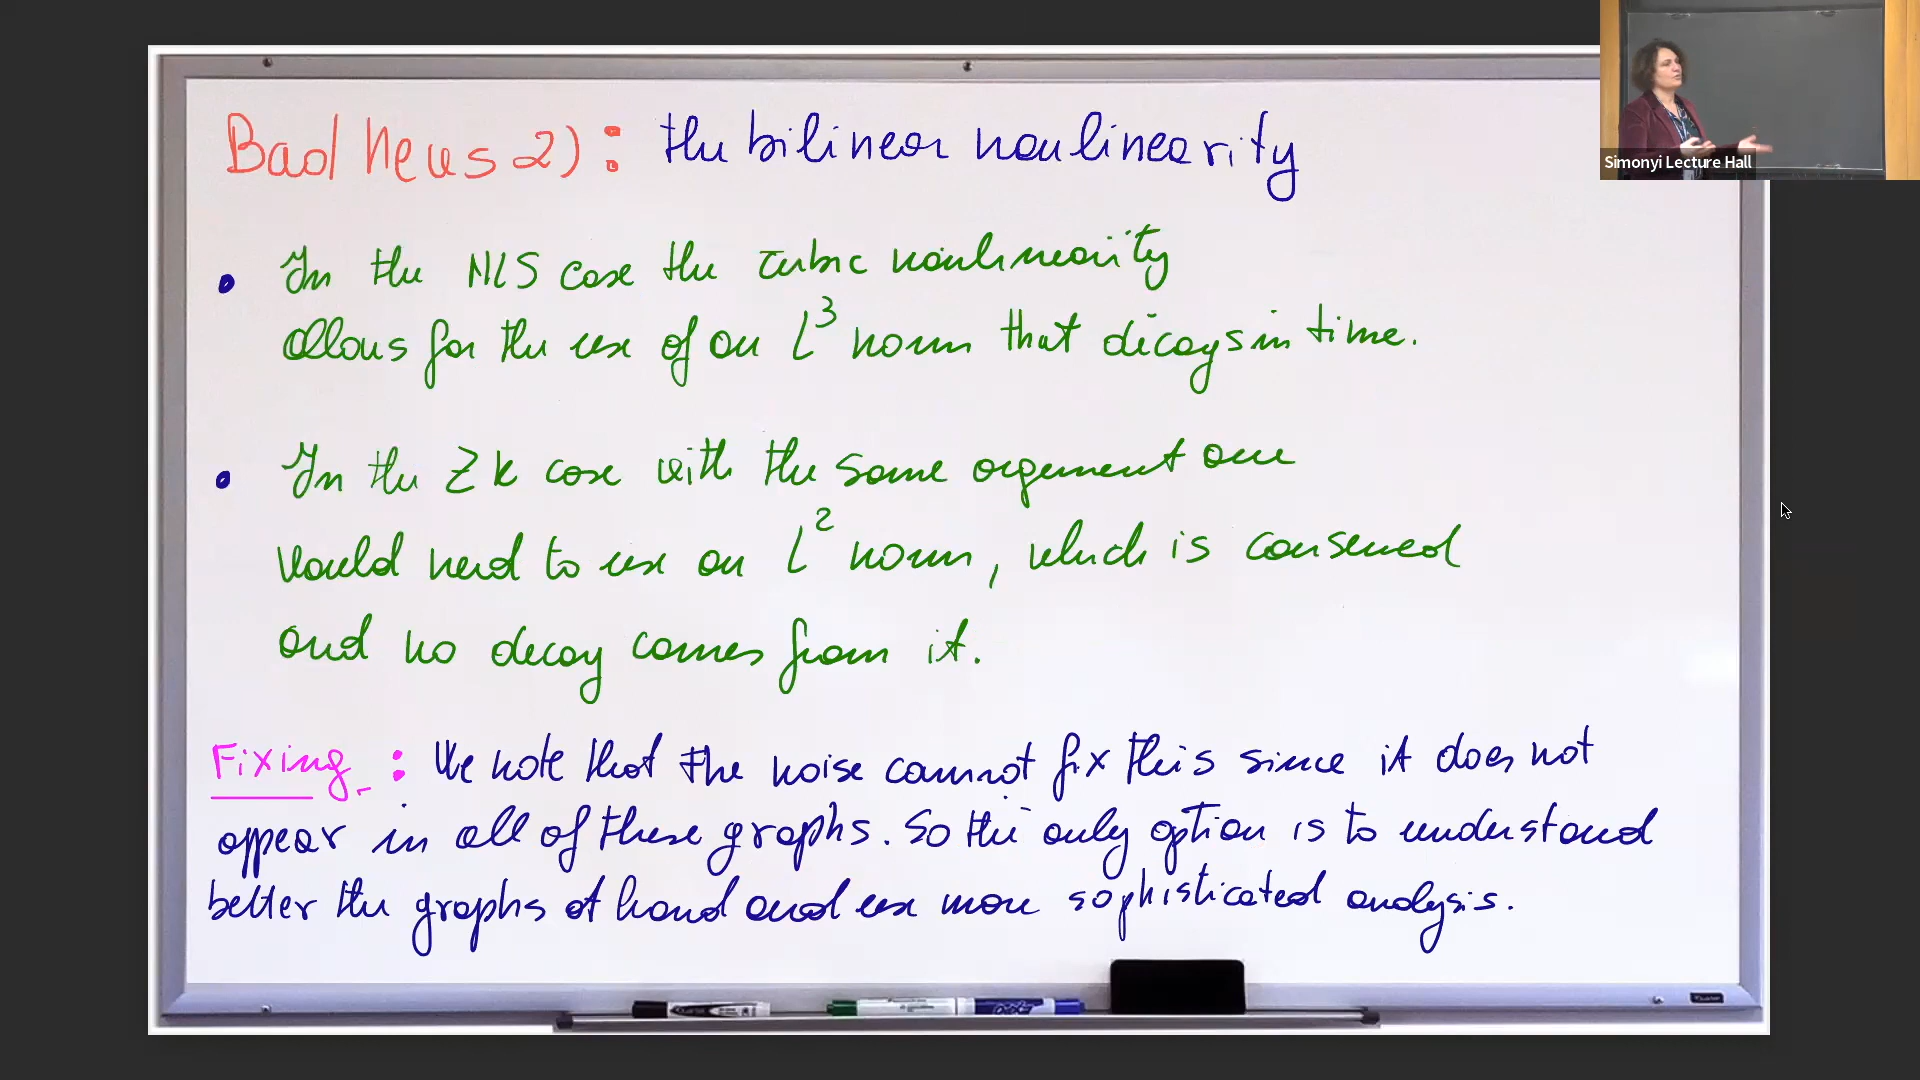 Simonyi Lecture Hall
Bad News 2): the bilinear nonlinearity
• In the NLS case the cubic nonlinearity
allows for the use of an L³ norm that decays in time.
• In the ZK case with the same argument one
would need to use an L² norm, which is conserved
and no decay comes from it.
Fixing: We note that the noise cannot fix this since it does not
appear in all of these graphs. So the only option is to understand
better the graphs at hand and use more sophisticated analysis.